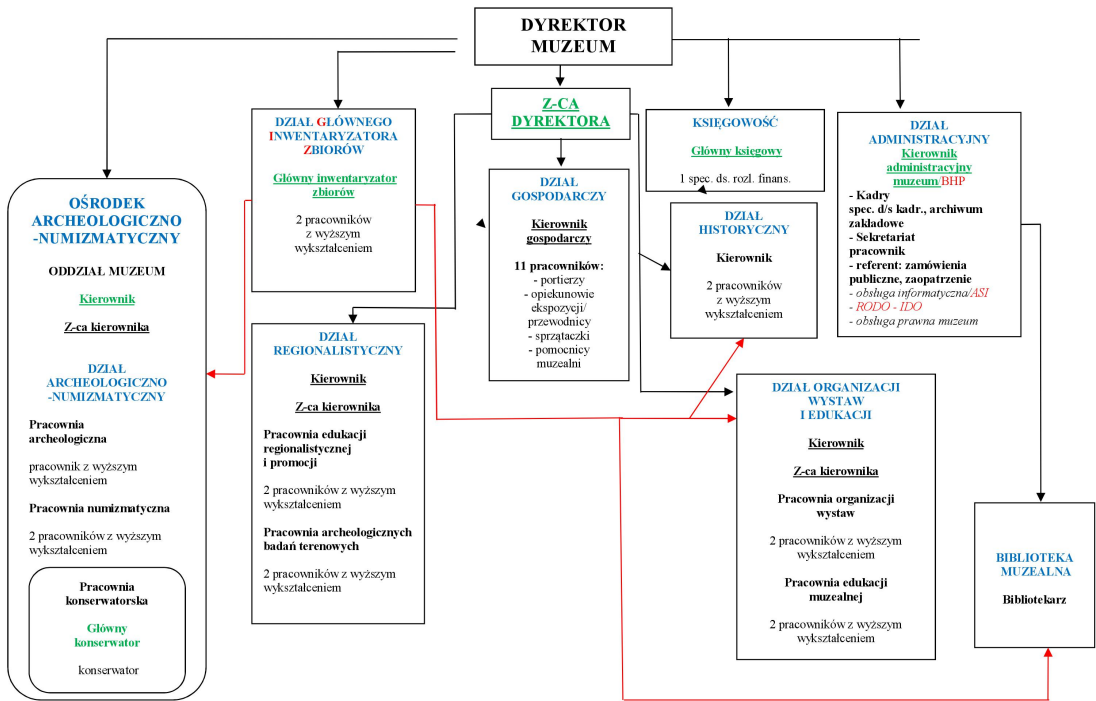 DYREKTOR
MUZEUM
Z-CA
DYREKTORA
OŚRODEK
ARCHEOLOGICZNO
-NUMIZMATYCZNY
ODDZIAŁ MUZEUM
Kierownik
Z-ca kierownika
DZIAŁ
ARCHEOLOGICZNO
-NUMIZMATYCZNY
Pracownia
archeologiczna
pracownik z wyższym
wykształceniem
Pracownia numizmatyczna
2 pracowników z wyższym
wykształceniem
Pracownia
konserwatorska
Główny
konserwator
konserwator
DZIAŁ GŁÓWNEGO
INWENTARYZATORA
ZBIORÓW
Główny inwentaryzator
zbiorów
2 pracowników
z wyższym
wykształceniem
DZIAŁ
REGIONALISTYCZNY
Kierownik
Z-ca kierownika
Pracownia edukacji
regionalistycznej
i promocji
2 pracowników z wyższym
wykształceniem
Pracownia archeologicznych
badań terenowych
2 pracowników z wyższym
wykształceniem
DZIAŁ
GOSPODARCZY
Kierownik
gospodarczy
11 pracowników:
- portierzy
- opiekunowie
ekspozycji/
przewodnicy
- sprzątaczki
- pomocnicy
muzealni
KSIĘGOWOŚĆ
Główny księgowy
1 spec. ds. rozl. finans.
DZIAŁ
HISTORYCZNY
Kierownik
2 pracowników
z wyższym
wykształceniem
DZIAŁ ORGANIZACJI
WYSTAW
I EDUKACJI
Kierownik
Z-ca kierownika
Pracownia organizacji
wystaw
2 pracowników z wyższym
wykształceniem
Pracownia edukacji
muzealnej
2 pracowników z wyższym
wykształceniem
DZIAŁ
ADMINISTRACYJNY
Kierownik
administracyjny
muzeum/BHP
- Kadry
spec. d/s kadr., archiwum
zakładowe
- Sekretariat
pracownik
- referent: zamówienia
publiczne, zaopatrzenie
- obsługa informatyczna/ASI
- RODO - IDO
- obsługa prawna muzeum
BIBLIOTEKA
MUZEALNA
Bibliotekarz